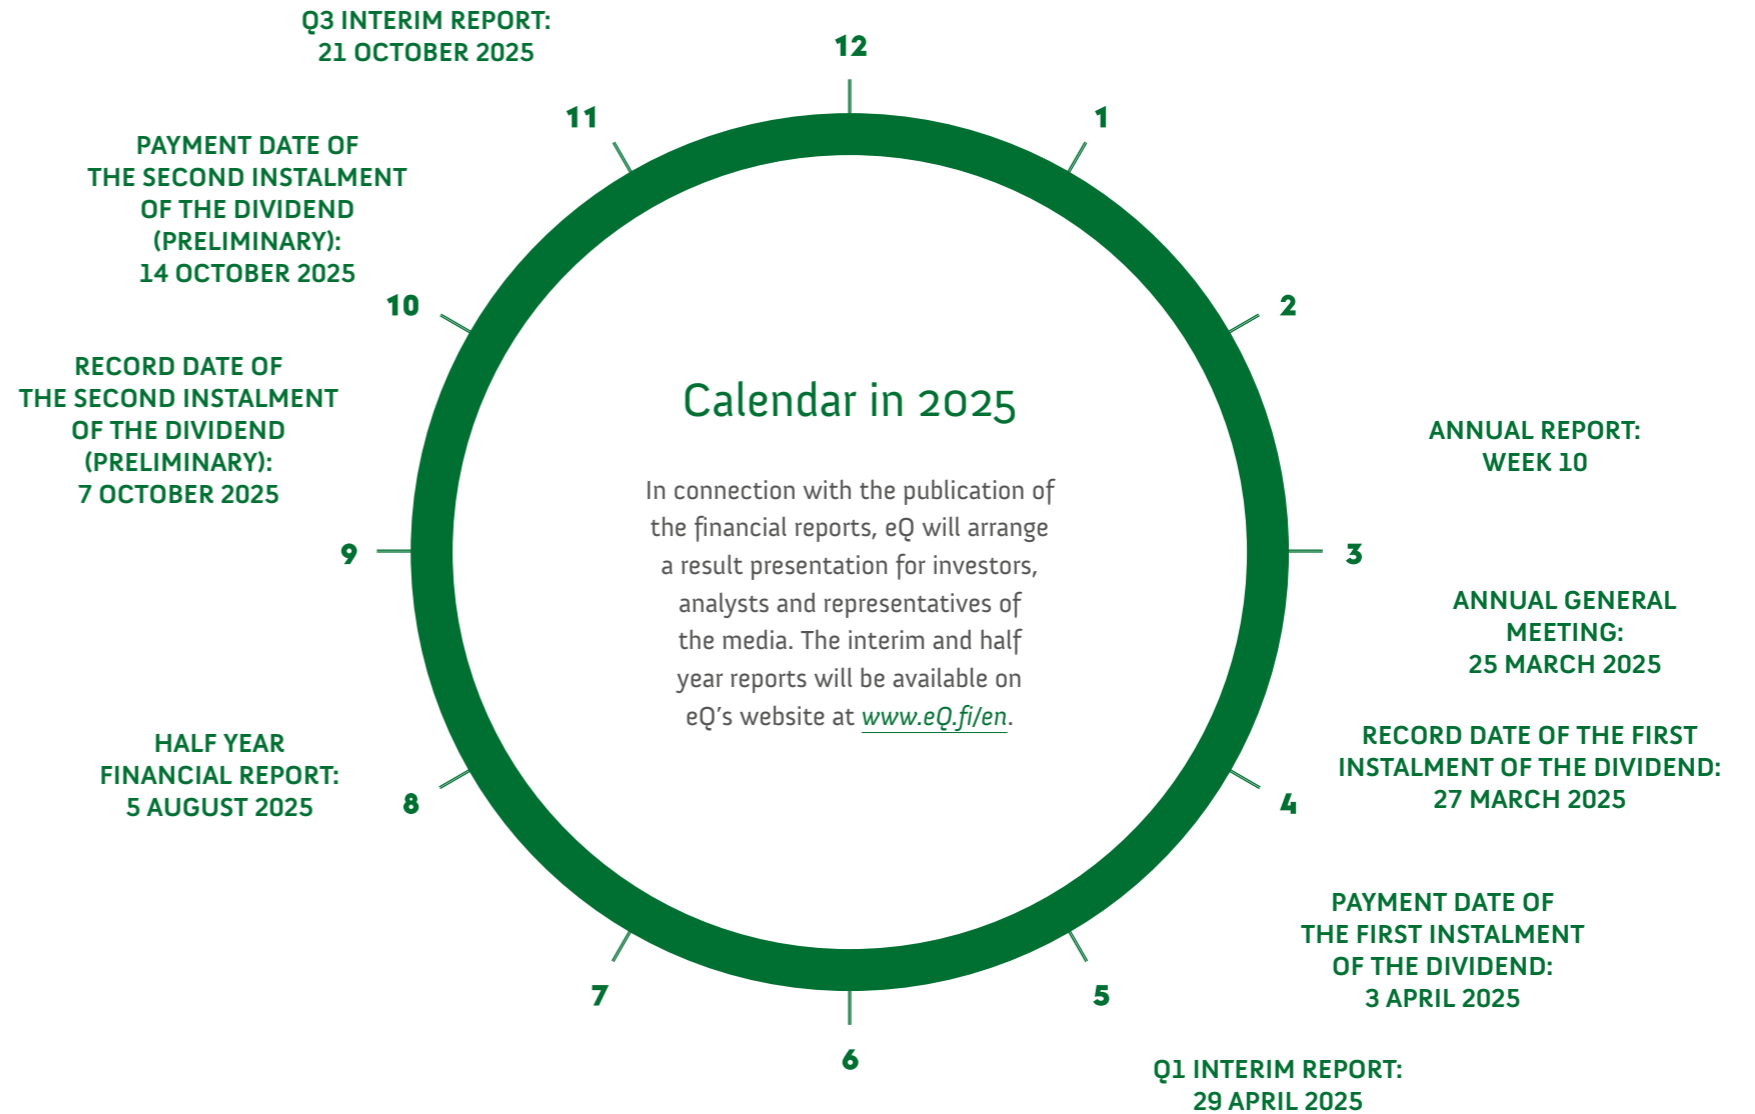 Q3 INTERIM REPORT:
21 OCTOBER 2025
12
11
1
PAYMENT DATE OF
THE SECOND INSTALMENT
OF THE DIVIDEND
(PRELIMINARY):
14 OCTOBER 2025
10
2
RECORD DATE OF
THE SECOND INSTALMENT
OF THE DIVIDEND
(PRELIMINARY):
7 OCTOBER 2025
Calendar in 2025
In connection with the publication of
the financial reports, eQ will arrange
a result presentation for investors,
analysts and representatives of
the media. The interim and half
year reports will be available on
eQ's website at www.eQ.fi/en.
ANNUAL REPORT:
WEEK 10
9
3
ANNUAL GENERAL
MEETING:
25 MARCH 2025
RECORD DATE OF THE FIRST
INSTALMENT OF THE DIVIDEND:
27 MARCH 2025
HALF YEAR
FINANCIAL REPORT:
5 AUGUST 2025
8
4
PAYMENT DATE OF
THE FIRST INSTALMENT
OF THE DIVIDEND:
3 APRIL 2025
7
5
6
Q1 INTERIM REPORT:
29 APRIL 2025